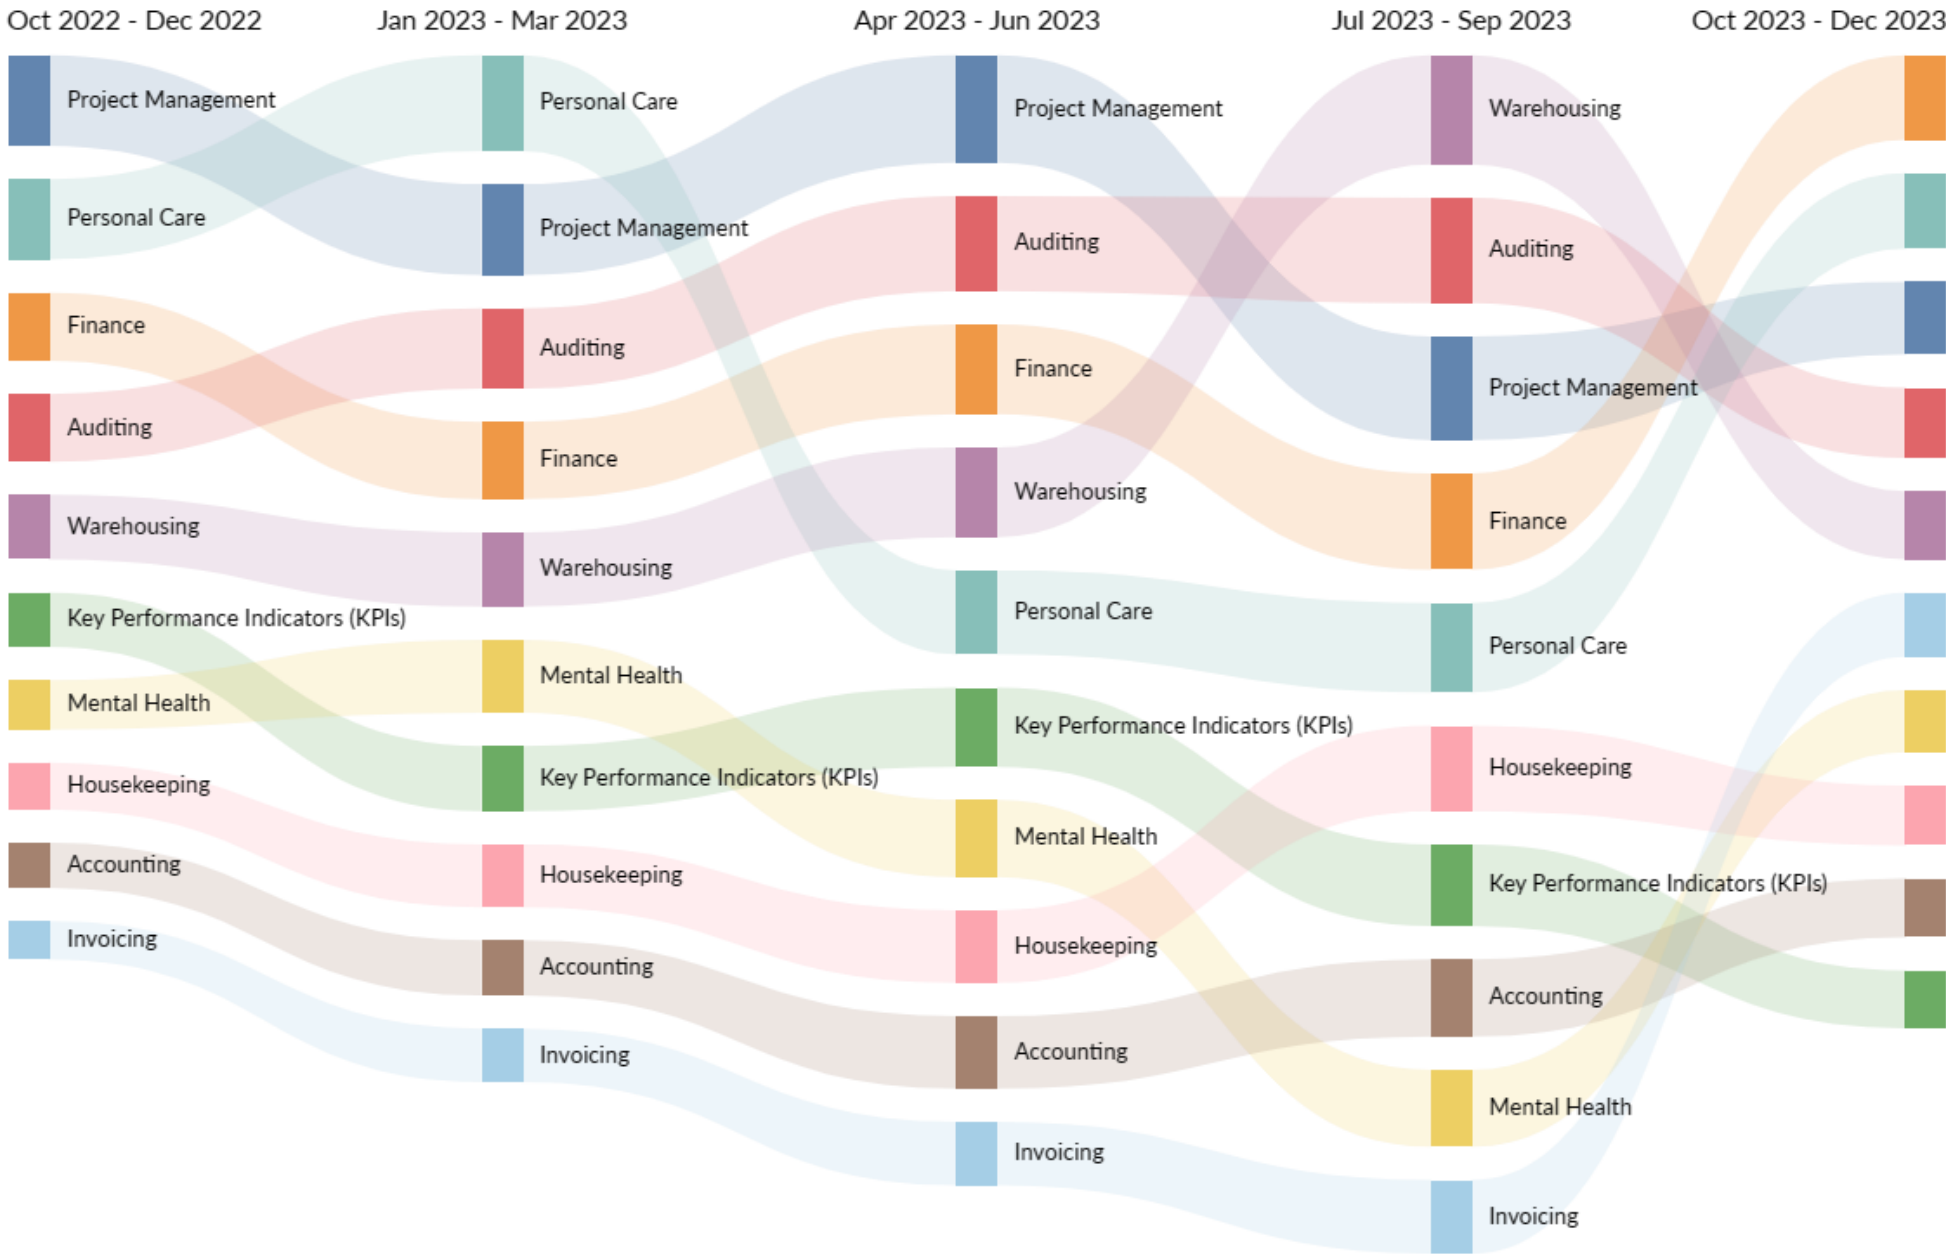 Oct 2022 - Dec 2022
Jan 2023 - Mar 2023
Apr 2023 - Jun 2023
Jul 2023 - Sep 2023
Oct 2023 - Dec 2023
Project Management
Personal Care
Finance
Auditing
Warehousing
Key Performance Indicators (KPIs)
Mental Health
Housekeeping
Accounting
Invoicing
Personal Care
Project Management
Auditing
Finance
Warehousing
Mental Health
Key Performance Indicators (KPIs)
Housekeeping
Accounting
Invoicing
Project Management
Auditing
Finance
Warehousing
Personal Care
Key Performance Indicators (KPIs)
Mental Health
Housekeeping
Accounting
Invoicing
Warehousing
Auditing
Project Management
Finance
Personal Care
Housekeeping
Key Performance Indicators (KPIs)
Accounting
Mental Health
Invoicing